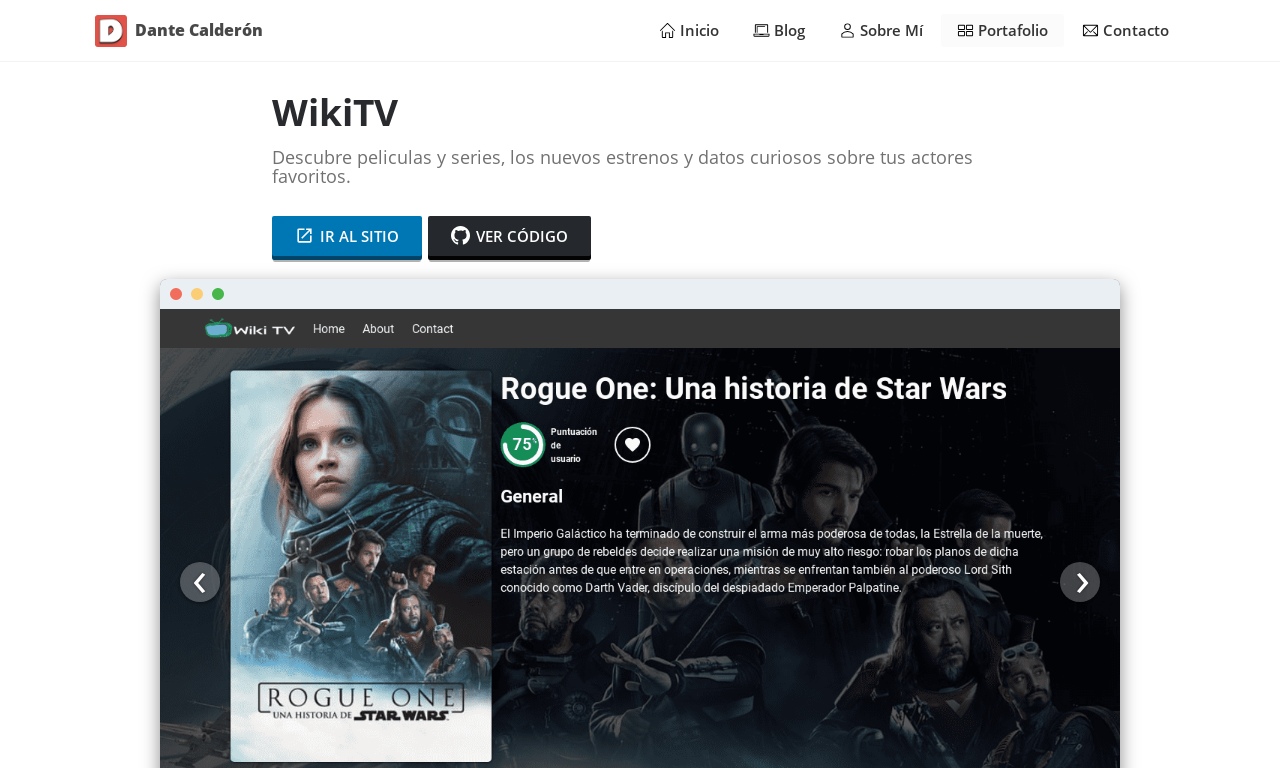 Dante Calderón
Inicio
Blog
Sobre Mí
Portafolio
Contacto
WikiTV
Descubre peliculas y series, los nuevos estrenos y datos curiosos sobre tus actores
favoritos.
IR AL SITIO
VER CÓDIGO
Wiki TV
Home
About
Contact
Rogue One: Una historia de Star Wars
75%
Puntuación
de
usuario
General
El Imperio Galáctico ha terminado de construir el arma más poderosa de todas, la Estrella de la muerte,
pero un grupo de rebeldes decide realizar una misión de muy alto riesgo: robar los planos de dicha
estación antes de que entre en operaciones, mientras se enfrentan también al poderoso Lord Sith
conocido como Darth Vader, discípulo del despiadado Emperador Palpatine.
ROGUE ONE
UNA HISTORIA DE STAR WARS